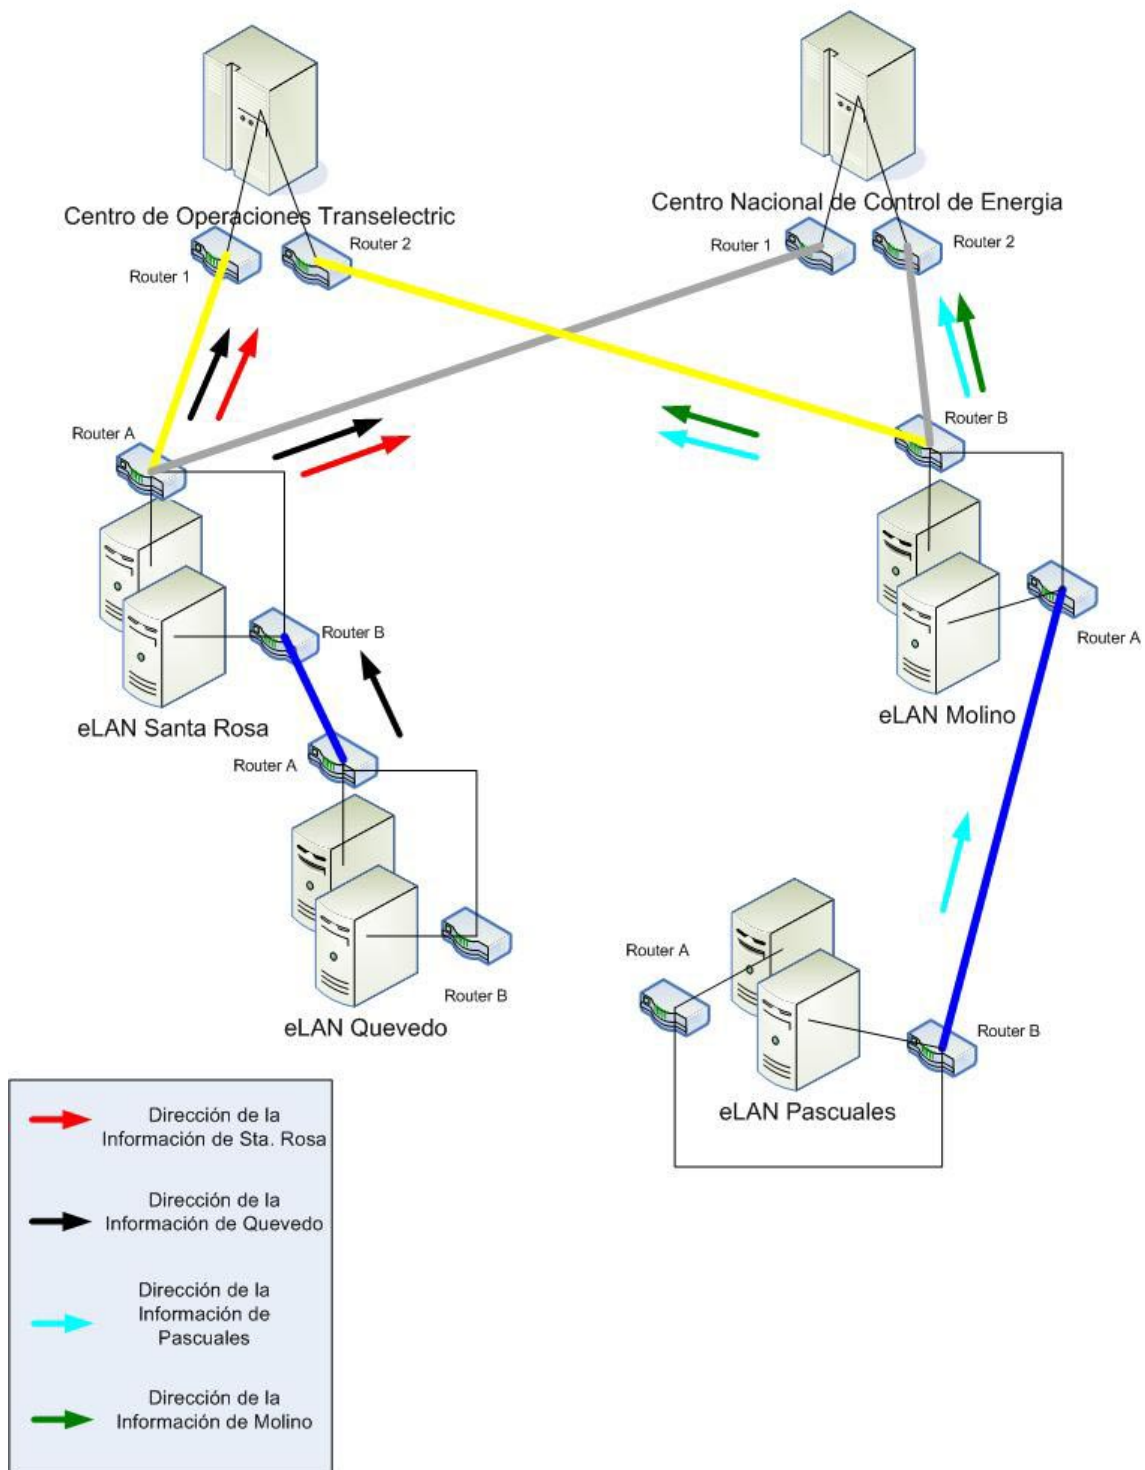 Centro de Operaciones Transelectric
Centro Nacional de Control de Energia
Router 1
Router 2
Router 1
Router 2
Router A
Router B
Router B
Router A
eLAN Santa Rosa
eLAN Molino
Router A
Router B
eLAN Quevedo
Router A
Router B
eLAN Pascuales
Dirección de la
Información de Sta. Rosa
Dirección de la
Información de Quevedo
Dirección de la
Información de
Pascuales
Dirección de la
Información de Molino